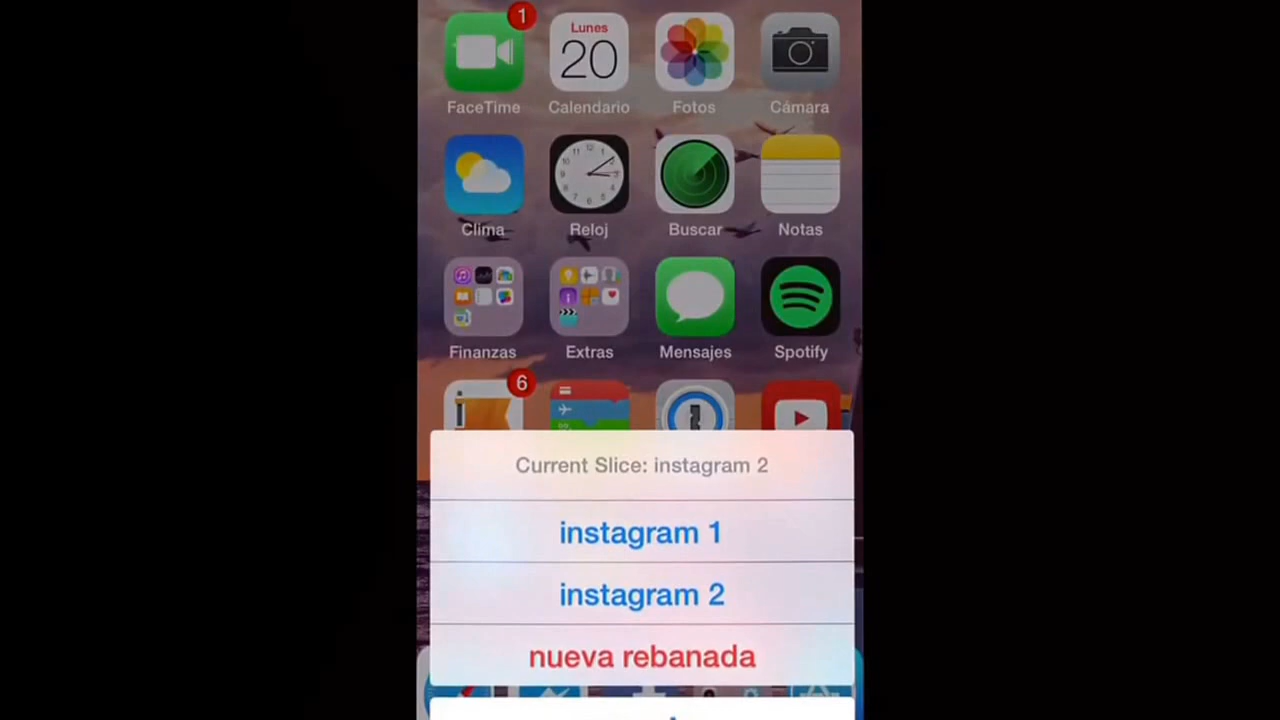 1
Lunes
20
FaceTime Calendario Fotos Cámara
Clima Reloj Buscar Notas
Finanzas Extras Mensajes Spotify
6
Current Slice: instagram 2
instagram 1
instagram 2
nueva rebanada